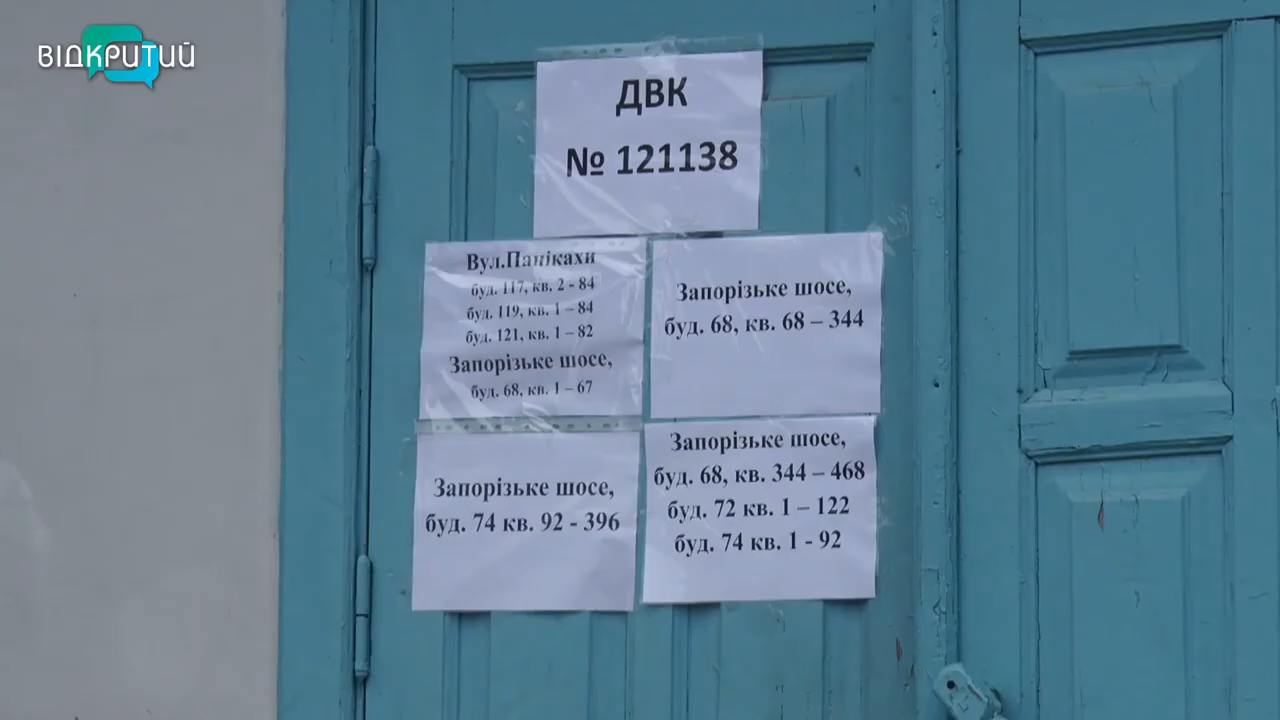 ВІДКРИТИЙ
ДВК
№ 121138
Вул.Панікахи
буд. 117, кв. 2 - 84
буд. 119, кв. 1 – 84
буд. 121, кв. 1 – 82
Запорізьке шосе,
буд. 68, кв. 1 – 67
Запорізьке шосе,
буд. 68, кв. 68 – 344
Запорізьке шосе,
буд. 74 кв. 92 - 396
Запорізьке шосе,
буд. 68, кв. 344 – 468
буд. 72 кв. 1 – 122
буд. 74 кв. 1 - 92